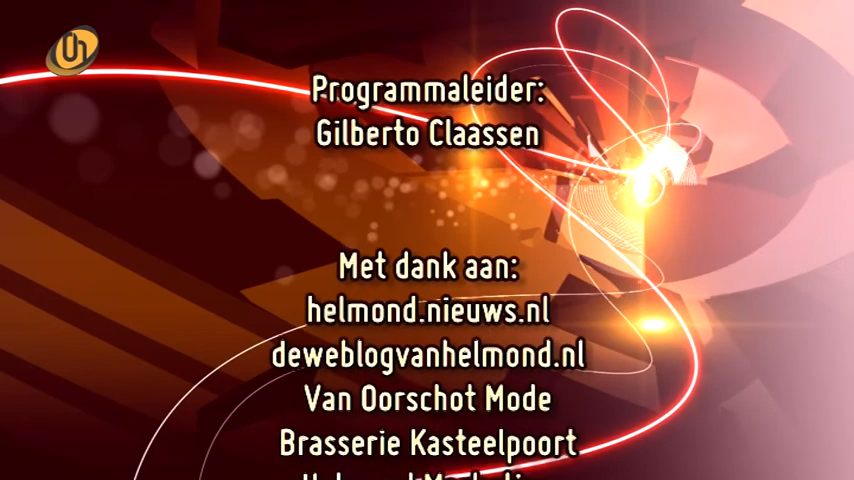 Programmaleider:
Gilberto Claassen
Met dank aan:
helmond.nieuws.nl
deweblogvanhelmond.nl
Van Oorschot Mode
Brasserie Kasteelpoort